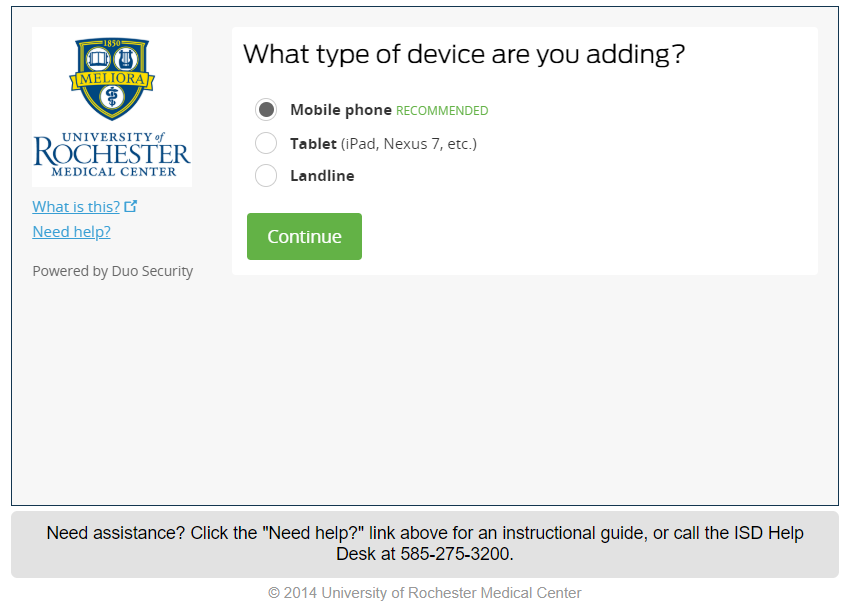 1850
MELIORA
UNIVERSITY of
ROCHESTER
MEDICAL CENTER
What is this?
Need help?
Powered by Duo Security
What type of device are you adding?
Mobile phone RECOMMENDED
Tablet (iPad, Nexus 7, etc.)
Landline
Continue
Need assistance? Click the "Need help?" link above for an instructional guide, or call the ISD Help
Desk at 585-275-3200.
© 2014 University of Rochester Medical Center